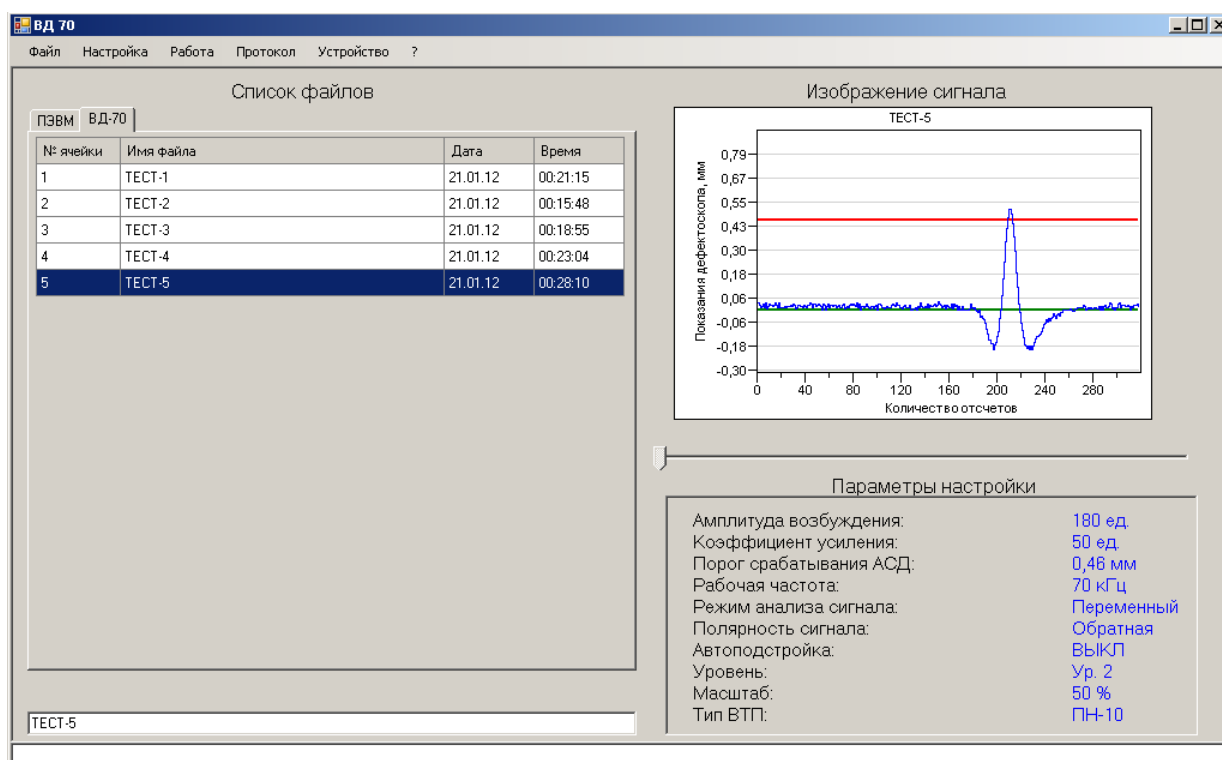 ВД 70
Файл Настройка Работа Протокол Устройство ?
Список файлов
ПЭВМ ВД-70
№ ячейки Имя файла Дата Время
1 ТЕСТ-1 21.01.12 00:21:15
2 ТЕСТ-2 21.01.12 00:15:48
3 ТЕСТ-3 21.01.12 00:18:55
4 ТЕСТ-4 21.01.12 00:23:04
5 ТЕСТ-5 21.01.12 00:28:10
ТЕСТ-5
Изображение сигнала
ТЕСТ-5
Показания дефектоскопа, мм
0,79
0,67
0,55
0,43
0,30
0,18
0,06
-0,06
-0,18
-0,30
0 40 80 120 160 200 240 280
Количество отсчетов
Параметры настройки
Амплитуда возбуждения: 180 ед.
Коэффициент усиления: 50 ед.
Порог срабатывания АСД: 0,46 мм
Рабочая частота: 70 кГц
Режим анализа сигнала: Переменный
Полярность сигнала: Обратная
Автоподстройка: ВЫКЛ
Уровень: Ур. 2
Масштаб: 50 %
Тип ВТП: ПН-10